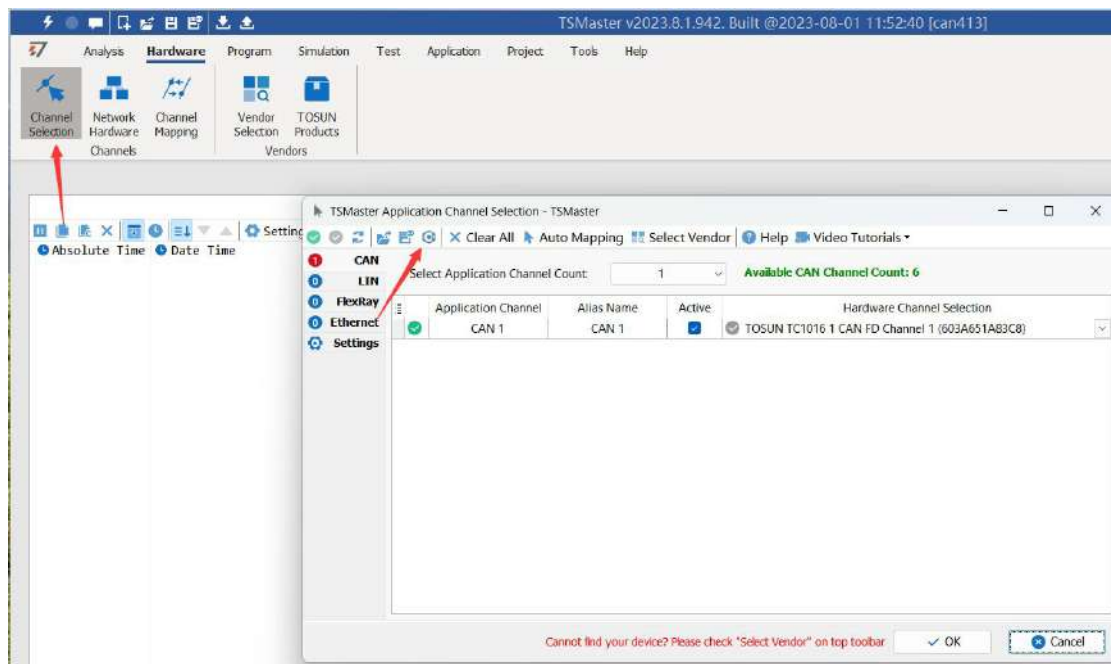 TSMaster v2023.8.1.942. Built @2023-08-01 11:52:40 [can413]
Analysis Hardware Program Simulation Test Application Project Tools Help
Channel Selection
Network Hardware
Channel Mapping
Vendor Selection
TOSUN Products
Channels
Vendors
TSMaster Application Channel Selection - TSMaster
Setting
Clear All Auto Mapping Select Vendor Help Video Tutorials
Absolute Time Date Time
1 CAN
0 LIN
0 FlexRay
0 Ethernet
Settings
Select Application Channel Count: 1 Available CAN Channel Count: 6
Application Channel Alias Name Active Hardware Channel Selection
CAN 1 CAN 1 TOSUN TC1016 1 CAN FD Channel 1 (603A651A83C8)
Cannot find your device? Please check "Select Vendor" on top toolbar OK Cancel